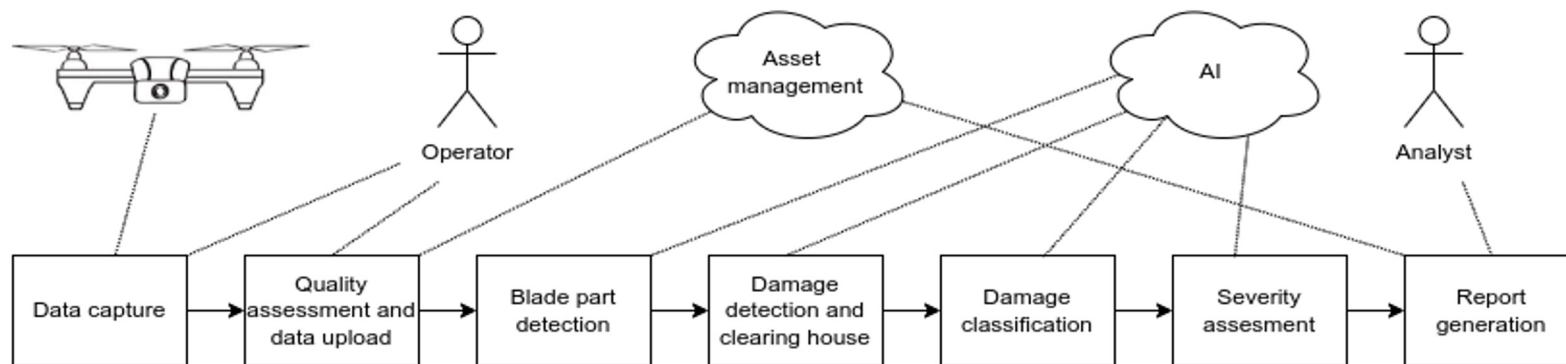 Asset
management
AI
Operator
Analyst
Data capture
Quality
assessment and
data upload
Blade part
detection
Damage
detection and
clearing house
Damage
classification
Severity
assesment
Report
generation